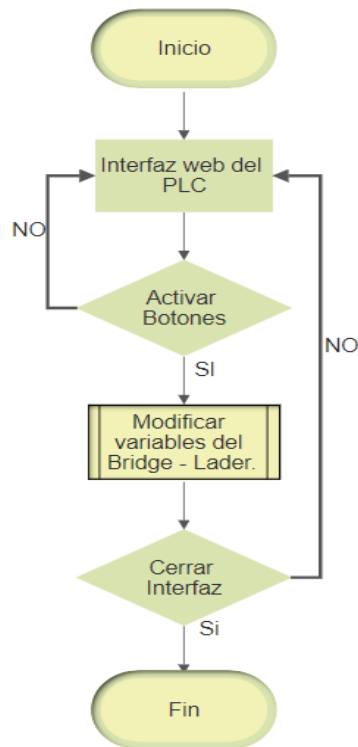 Inicio
Interfaz web del
PLC
NO
Activar
Botones
NO
SI
Modificar
variables del
Bridge - Lader.
Cerrar
Interfaz
Si
Fin